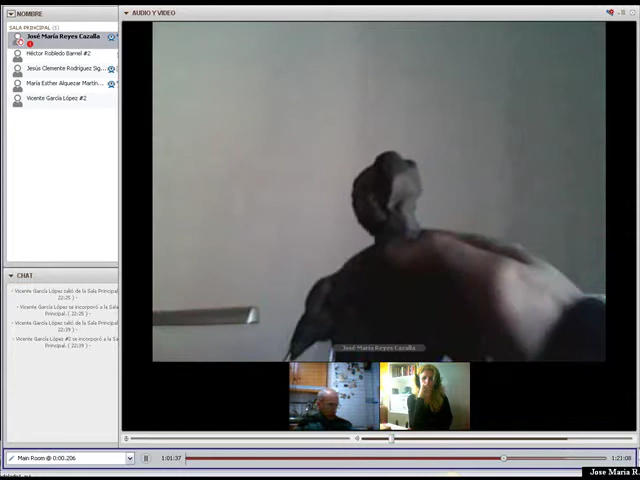 NOMBRE
AUDIO Y VIDEO
SALA PRINCIPAL (5)
José María Reyes Cazalla
Héctor Robledo Barrel #2
Jesús Clemente Rodríguez Sig...
María Esther Alquezar Martín...
Vicente García López #2
CHAT
- Vicente García López salió de la Sala Principal. ( 22:25 ) -
- Vicente García López se incorporó a la Sala Principal. ( 22:25 ) -
- Vicente García López salió de la Sala Principal. ( 22:39 ) -
- Vicente García López #2 se incorporó a la Sala Principal. ( 22:39 ) -
José María Reyes Cazalla
Main Room @ 0:00.206
1:01:37
1:21:08
Jose Maria R.